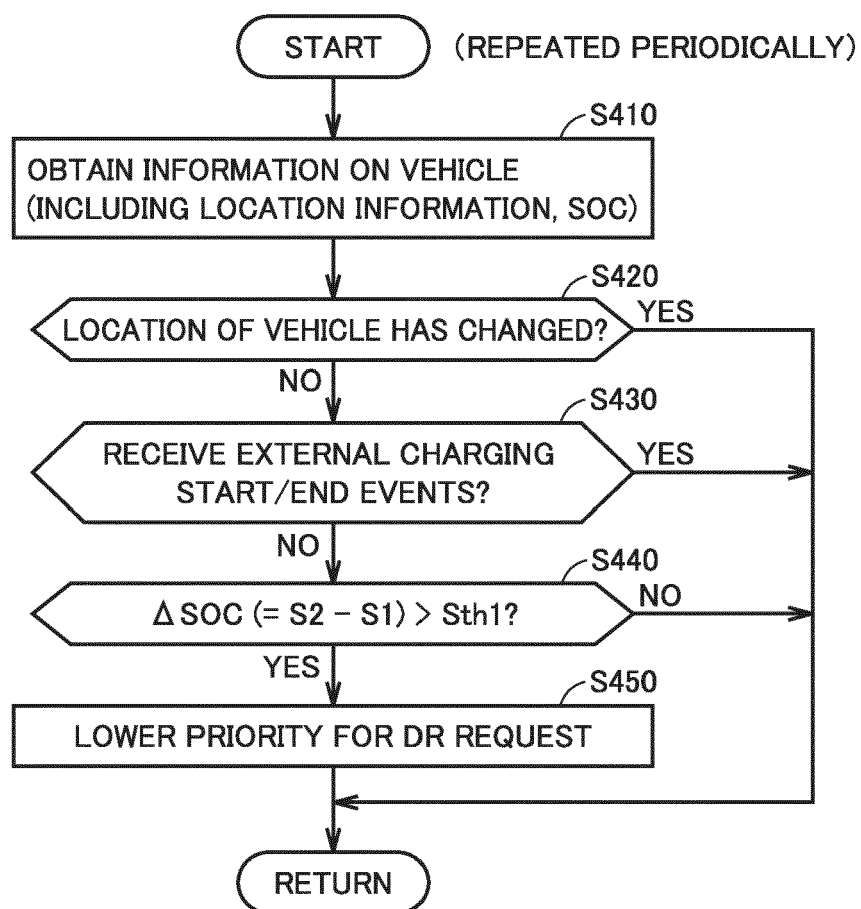 START (REPEATED PERIODICALLY)
S410
OBTAIN INFORMATION ON VEHICLE
(INCLUDING LOCATION INFORMATION, SOC)
S420
LOCATION OF VEHICLE HAS CHANGED?
YES
NO
S430
RECEIVE EXTERNAL CHARGING
START/END EVENTS?
YES
NO
S440
ΔSOC (= S2 − S1) > Sth1?
NO
YES
S450
LOWER PRIORITY FOR DR REQUEST
RETURN